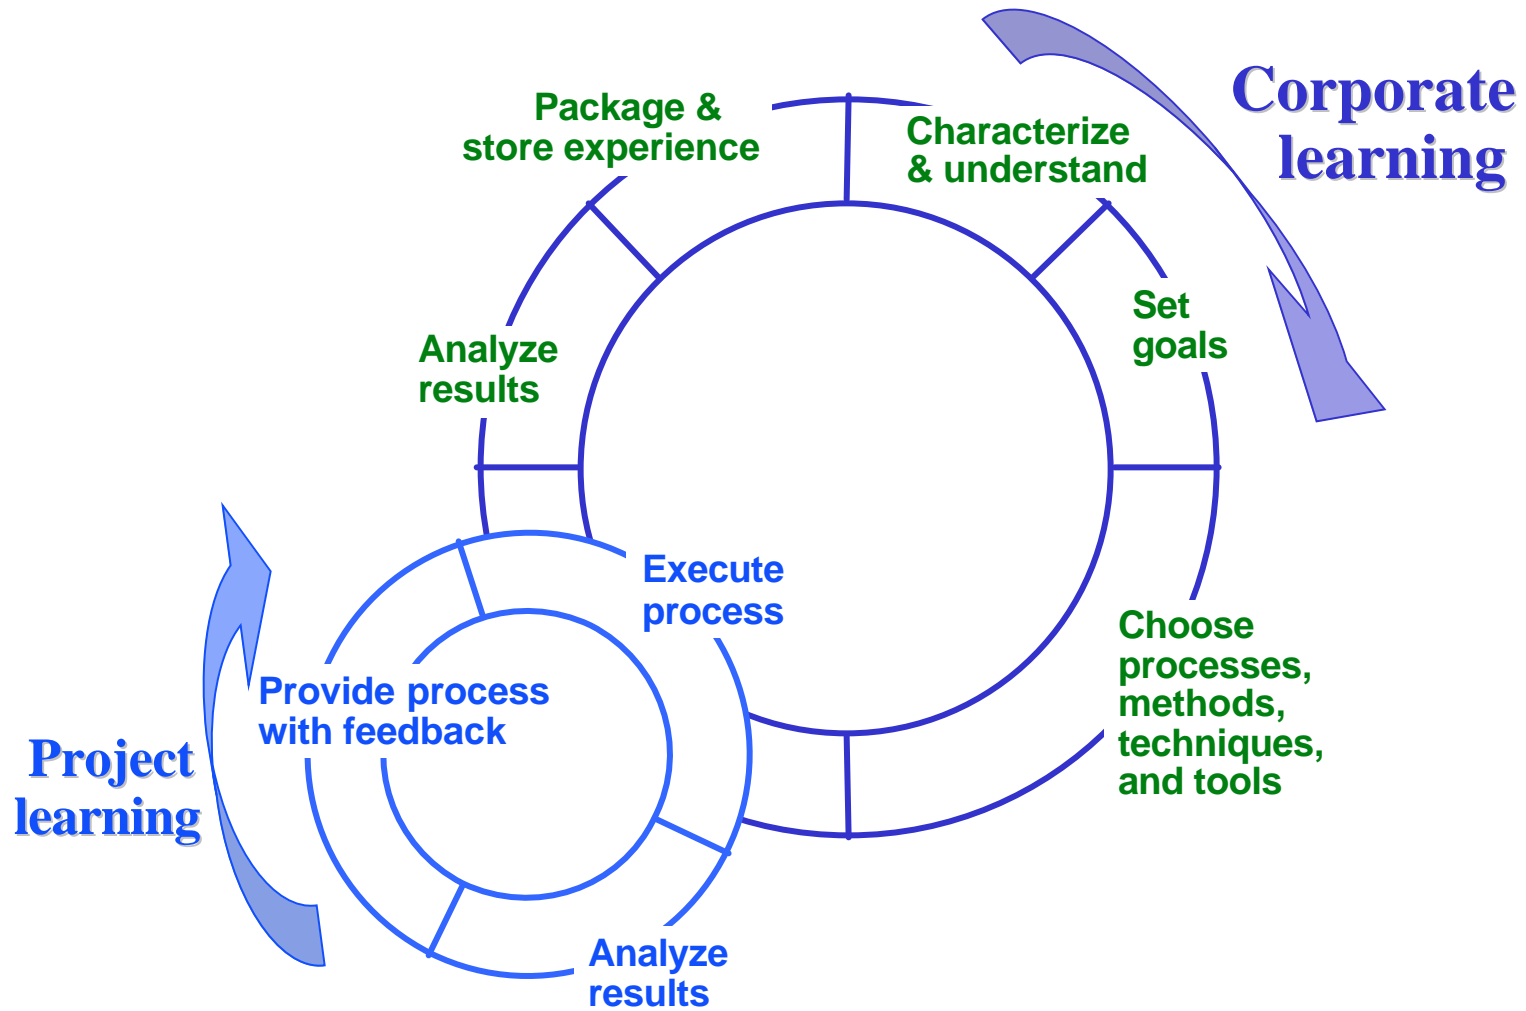 Corporate
learning
Package &
store experience
Characterize
& understand
Set
goals
Analyze
results
Execute
process
Choose
processes,
methods,
techniques,
and tools
Provide process
with feedback
Project
learning
Analyze
results